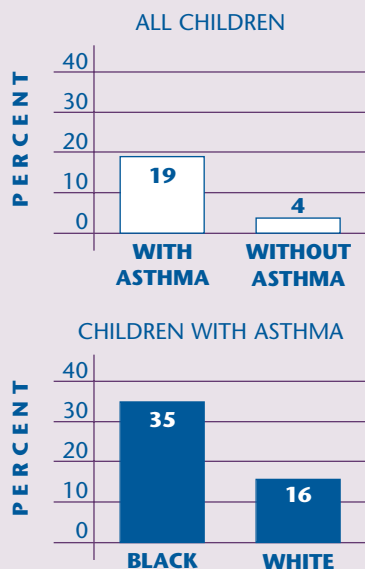 ALL CHILDREN
PERCENT
40
30
20
10
0
19
4
WITH ASTHMA
WITHOUT ASTHMA
CHILDREN WITH ASTHMA
PERCENT
40
30
20
10
0
35
16
BLACK
WHITE